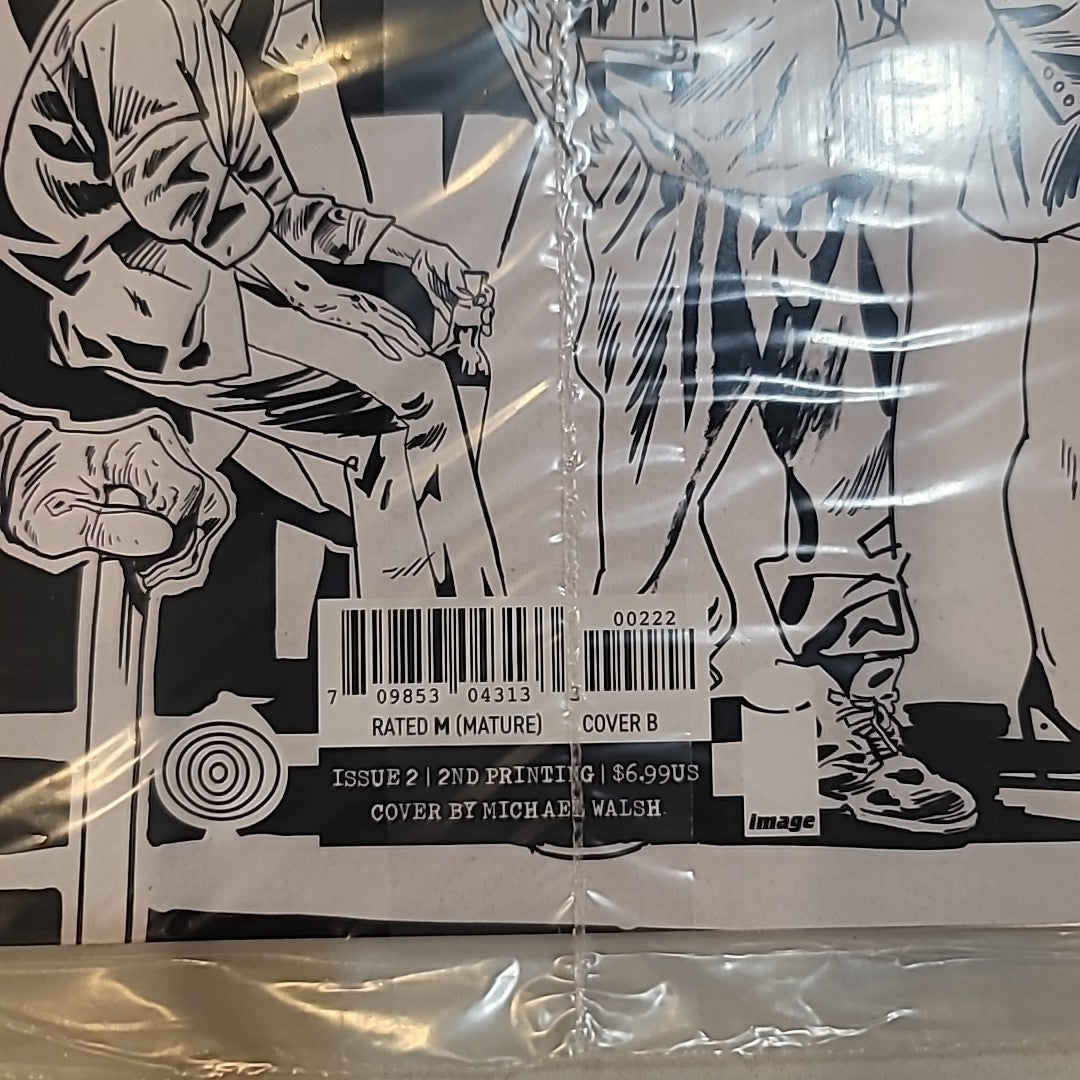 00222
7 09853 04313
RATED M (MATURE) COVER B
ISSUE 2 | 2ND PRINTING | $6.99US
COVER BY MICHAEL WALSH
image